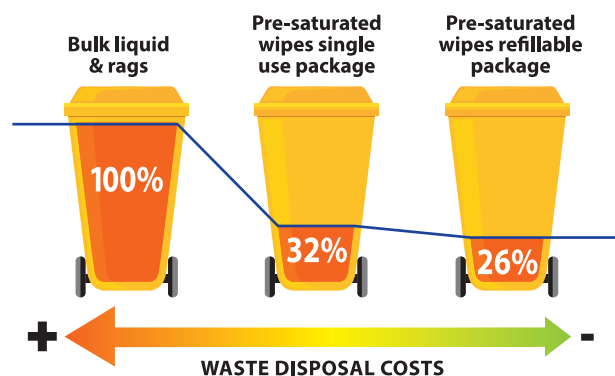 Bulk liquid
& rags
Pre-saturated
wipes single
use package
Pre-saturated
wipes refillable
package
100%
32%
26%
+
-
WASTE DISPOSAL COSTS